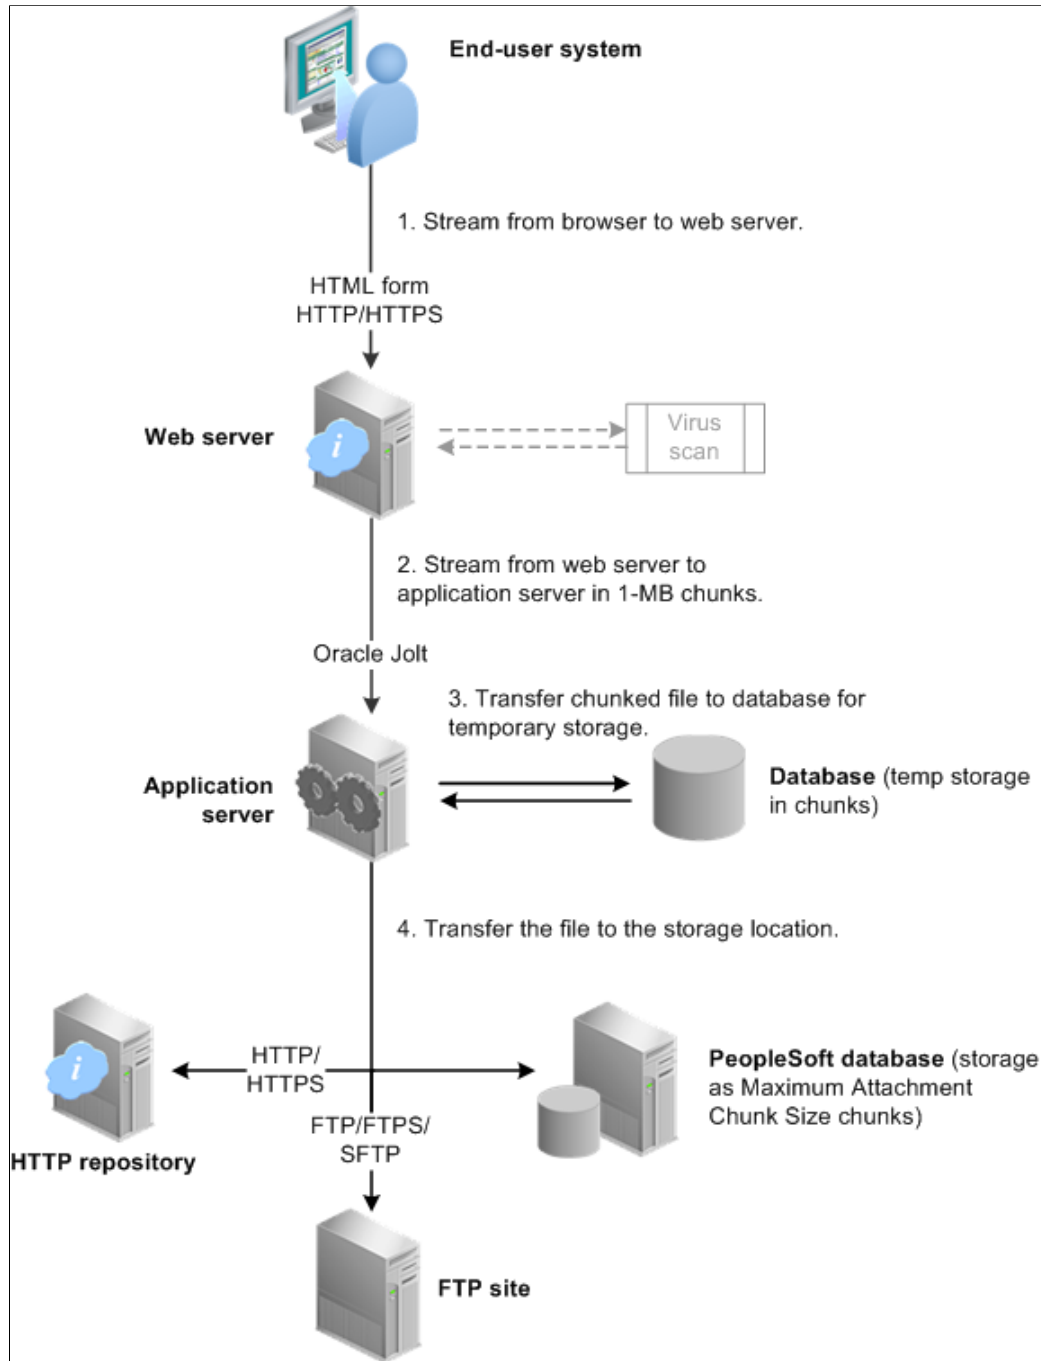 End-user system
1. Stream from browser to web server.
HTML form
HTTP/HTTPS
Web server
Virus
scan
2. Stream from web server to
application server in 1-MB chunks.
Oracle Jolt
3. Transfer chunked file to database for
temporary storage.
Application
server
Database (temp storage
in chunks)
4. Transfer the file to the storage location.
HTTP/
HTTPS
PeopleSoft database (storage
as Maximum Attachment
Chunk Size chunks)
FTP/FTPS/
SFTP
HTTP repository
FTP site